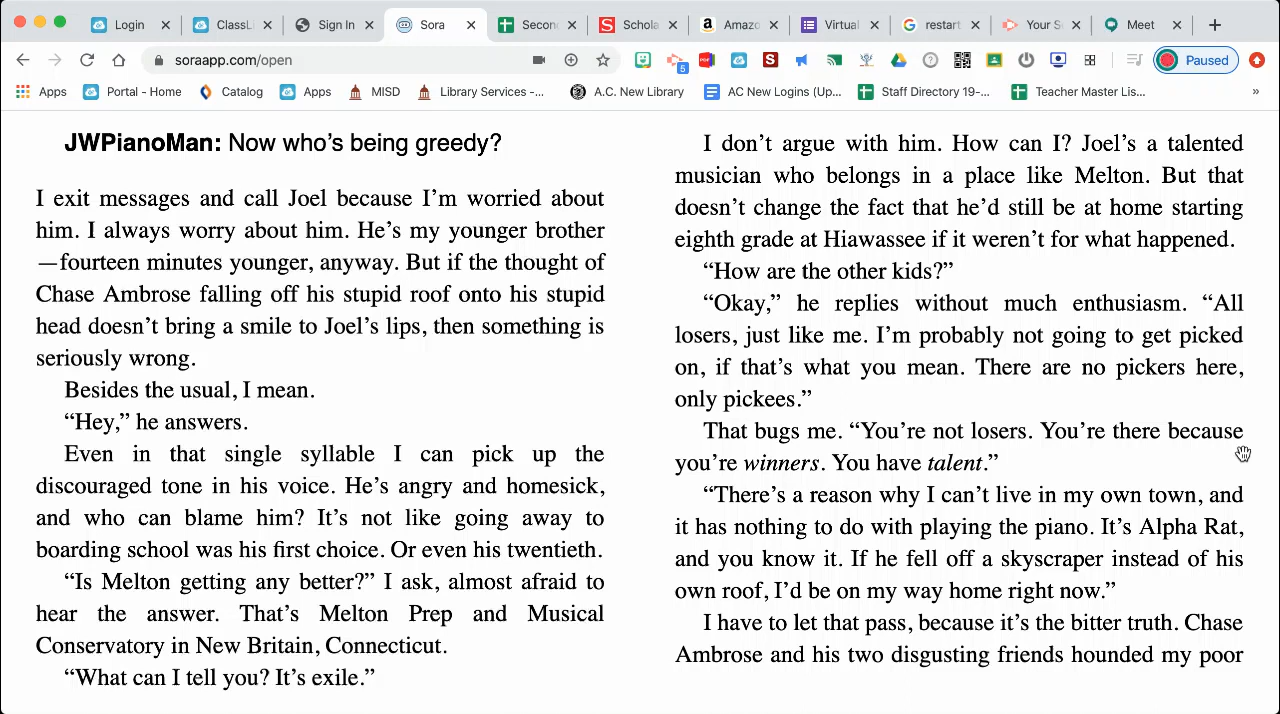 Login
ClassLi
Sign In
Sora
Secon
Schola
Amazo
Virtual
restart
Your S
Meet
soraapp.com/open
5
Paused
Apps
Portal - Home
Catalog
Apps
MISD
Library Services -...
A.C. New Library
AC New Logins (Up...
Staff Directory 19-...
Teacher Master Lis...
»
JWPianoMan: Now who’s being greedy?
I exit messages and call Joel because I’m worried about
him. I always worry about him. He’s my younger brother
—fourteen minutes younger, anyway. But if the thought of
Chase Ambrose falling off his stupid roof onto his stupid
head doesn’t bring a smile to Joel’s lips, then something is
seriously wrong.
Besides the usual, I mean.
“Hey,” he answers.
Even in that single syllable I can pick up the
discouraged tone in his voice. He’s angry and homesick,
and who can blame him? It’s not like going away to
boarding school was his first choice. Or even his twentieth.
“Is Melton getting any better?” I ask, almost afraid to
hear the answer. That’s Melton Prep and Musical
Conservatory in New Britain, Connecticut.
“What can I tell you? It’s exile.”
I don’t argue with him. How can I? Joel’s a talented
musician who belongs in a place like Melton. But that
doesn’t change the fact that he’d still be at home starting
eighth grade at Hiawassee if it weren’t for what happened.
“How are the other kids?”
“Okay,” he replies without much enthusiasm. “All
losers, just like me. I’m probably not going to get picked
on, if that’s what you mean. There are no pickers here,
only pickees.”
That bugs me. “You’re not losers. You’re there because
you’re winners. You have talent.”
“There’s a reason why I can’t live in my own town, and
it has nothing to do with playing the piano. It’s Alpha Rat,
and you know it. If he fell off a skyscraper instead of his
own roof, I’d be on my way home right now.”
I have to let that pass, because it’s the bitter truth. Chase
Ambrose and his two disgusting friends hounded my poor